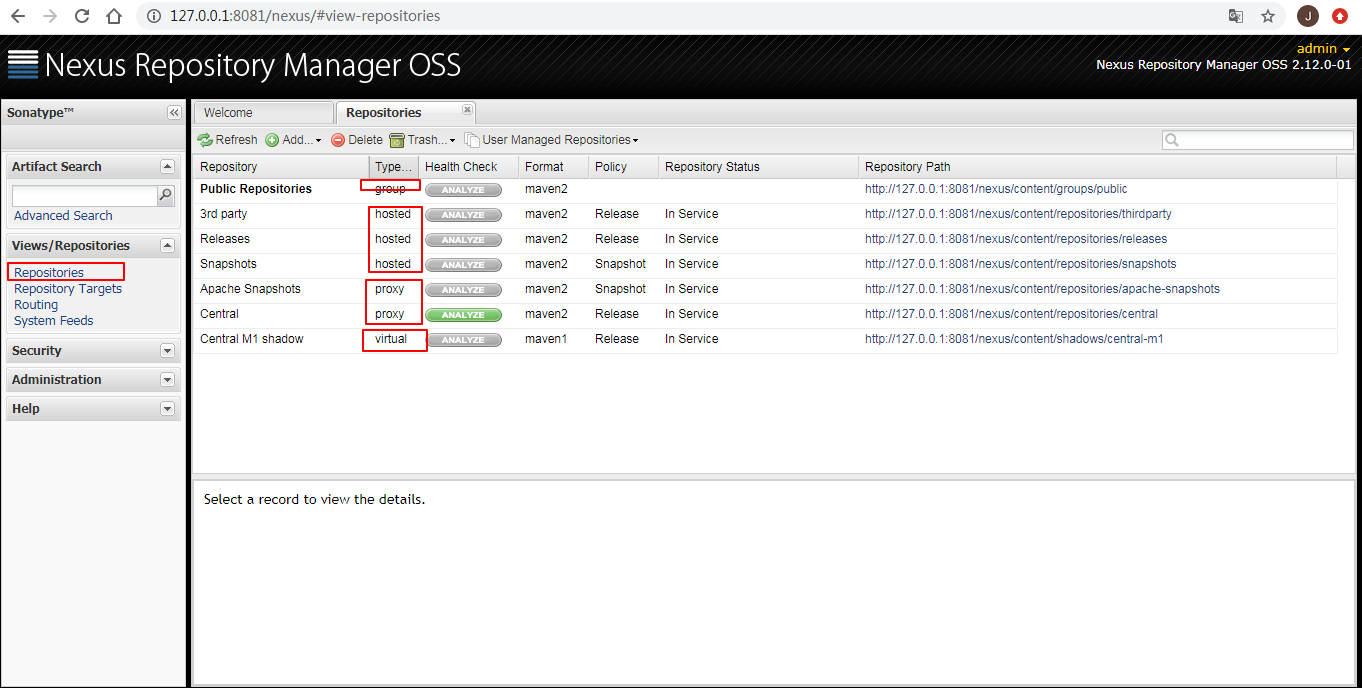 127.0.0.1:8081/nexus/#view-repositories
J
Nexus Repository Manager OSS
admin
Nexus Repository Manager OSS 2.12.0-01
Sonatype™
Welcome
Repositories
Refresh Add... Delete Trash... User Managed Repositories
Artifact Search
Advanced Search
Views/Repositories
Repositories
Repository Targets
Routing
System Feeds
Security
Administration
Help
Repository Type... Health Check Format Policy Repository Status Repository Path
Public Repositories group ANALYZE maven2 http://127.0.0.1:8081/nexus/content/groups/public
3rd party hosted ANALYZE maven2 Release In Service http://127.0.0.1:8081/nexus/content/repositories/thirdparty
Releases hosted ANALYZE maven2 Release In Service http://127.0.0.1:8081/nexus/content/repositories/releases
Snapshots hosted ANALYZE maven2 Snapshot In Service http://127.0.0.1:8081/nexus/content/repositories/snapshots
Apache Snapshots proxy ANALYZE maven2 Snapshot In Service http://127.0.0.1:8081/nexus/content/repositories/apache-snapshots
Central proxy ANALYZE maven2 Release In Service http://127.0.0.1:8081/nexus/content/repositories/central
Central M1 shadow virtual ANALYZE maven1 Release In Service http://127.0.0.1:8081/nexus/content/shadows/central-m1
Select a record to view the details.